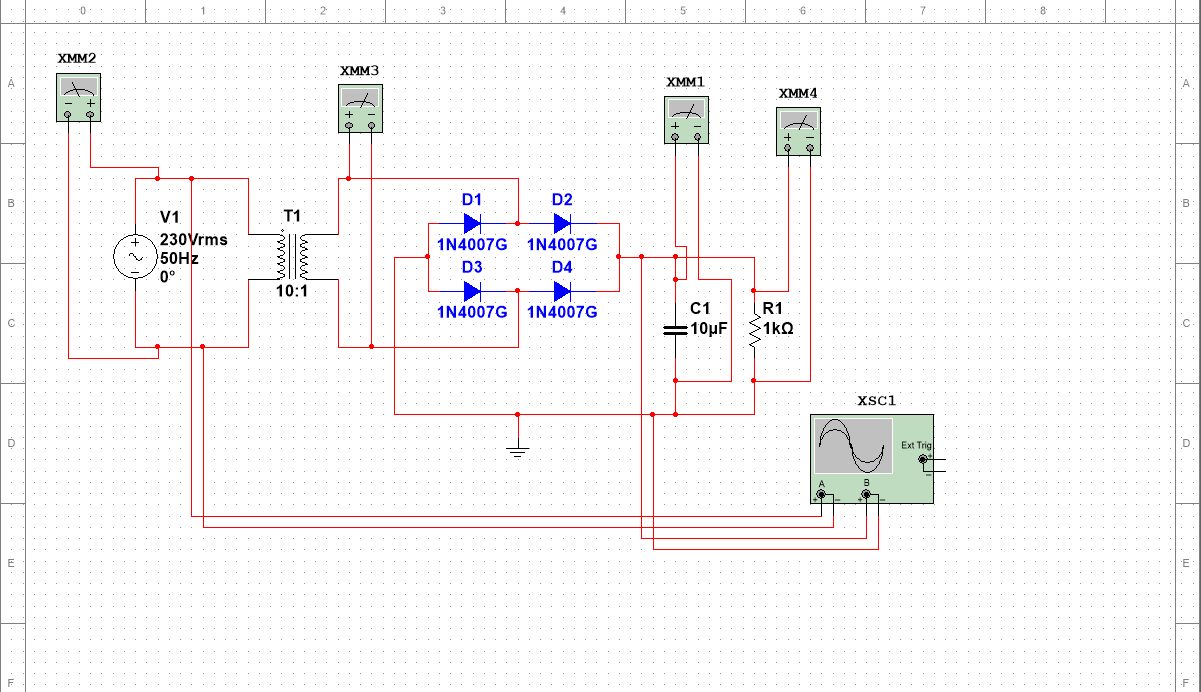 0 1 2 3 4 5 6 7 8
XMM2
XMM3
XMM1
XMM4
A A
B B
D1 D2
V1
T1
230Vrms
1N4007G 1N4007G
50Hz
D3 D4
0°
10:1
1N4007G 1N4007G
C1
R1
10µF
1kΩ
C C
XSC1
D D
Ext Trig
A B
E E
F F